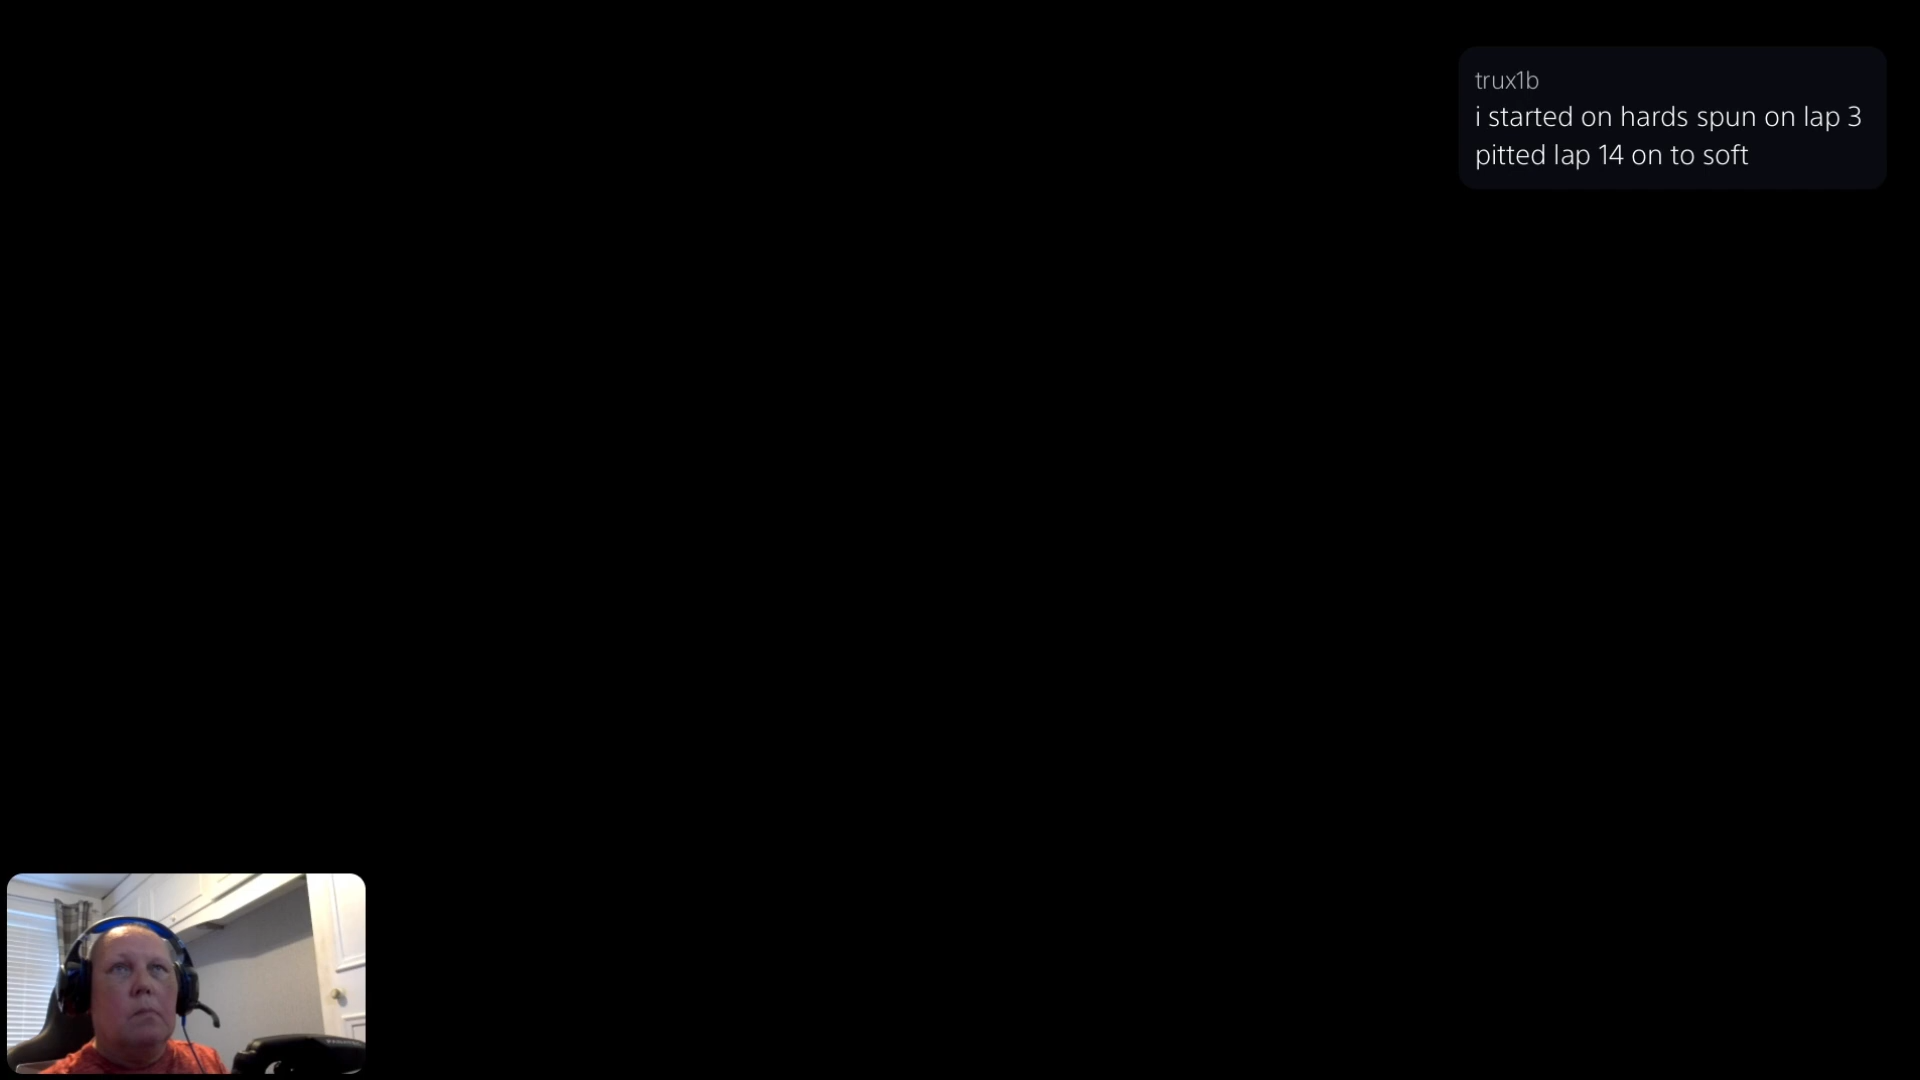 trux1b
i started on hards spun on lap 3
pitted lap 14 on to soft